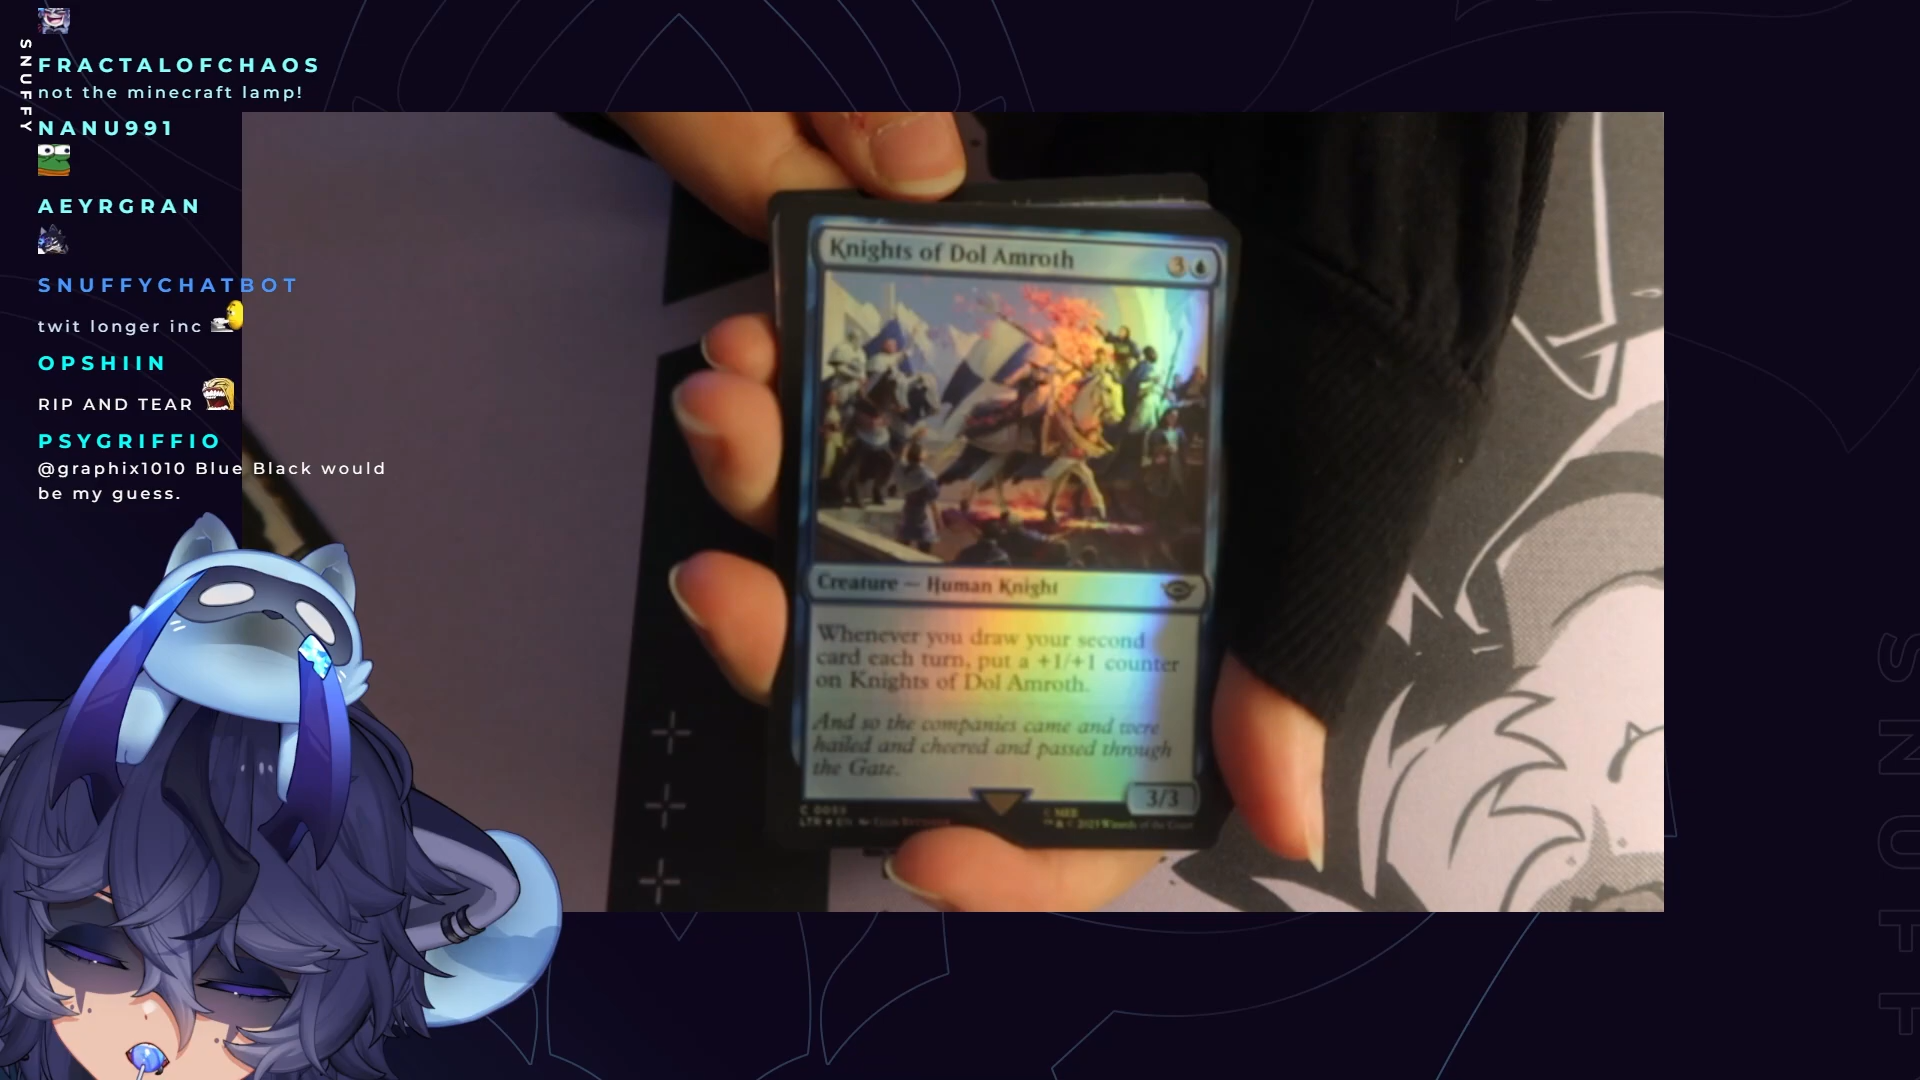 SNUFFY
FRACTALOFCHAOS
not the minecraft lamp!
NANU991
AEYRGRAN
SNUFFYCHATBOT
twit longer inc
OPSHIIN
RIP AND TEAR
PSYGRIFFIO
@graphix1010 Blue Black would
be my guess.
Knights of Dol Amroth
3
Creature — Human Knight
Whenever you draw your second
card each turn, put a +1/+1 counter
on Knights of Dol Amroth.
And so the companies came and were
hailed and cheered and passed through
the Gate.
3/3
SNUFF